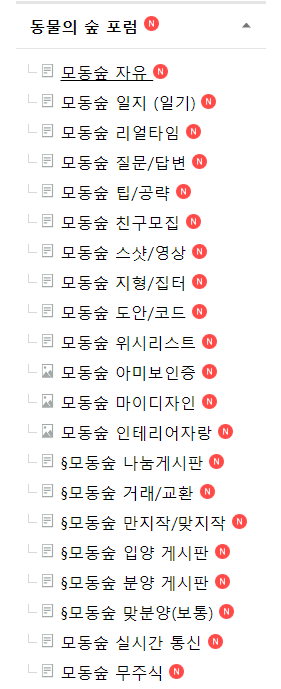 동물의 숲 포럼 N
모동숲 자유 N
모동숲 일지 (일기) N
모동숲 리얼타임 N
모동숲 질문/답변 N
모동숲 팁/공략 N
모동숲 친구모집 N
모동숲 스샷/영상 N
모동숲 지형/집터 N
모동숲 도안/코드 N
모동숲 위시리스트 N
모동숲 아미보인증 N
모동숲 마이디자인 N
모동숲 인테리어자랑 N
§모동숲 나눔게시판 N
§모동숲 거래/교환 N
§모동숲 만지작/맞지작 N
§모동숲 입양 게시판 N
§모동숲 분양 게시판 N
§모동숲 맞분양(보통) N
모동숲 실시간 통신 N
모동숲 무주식 N